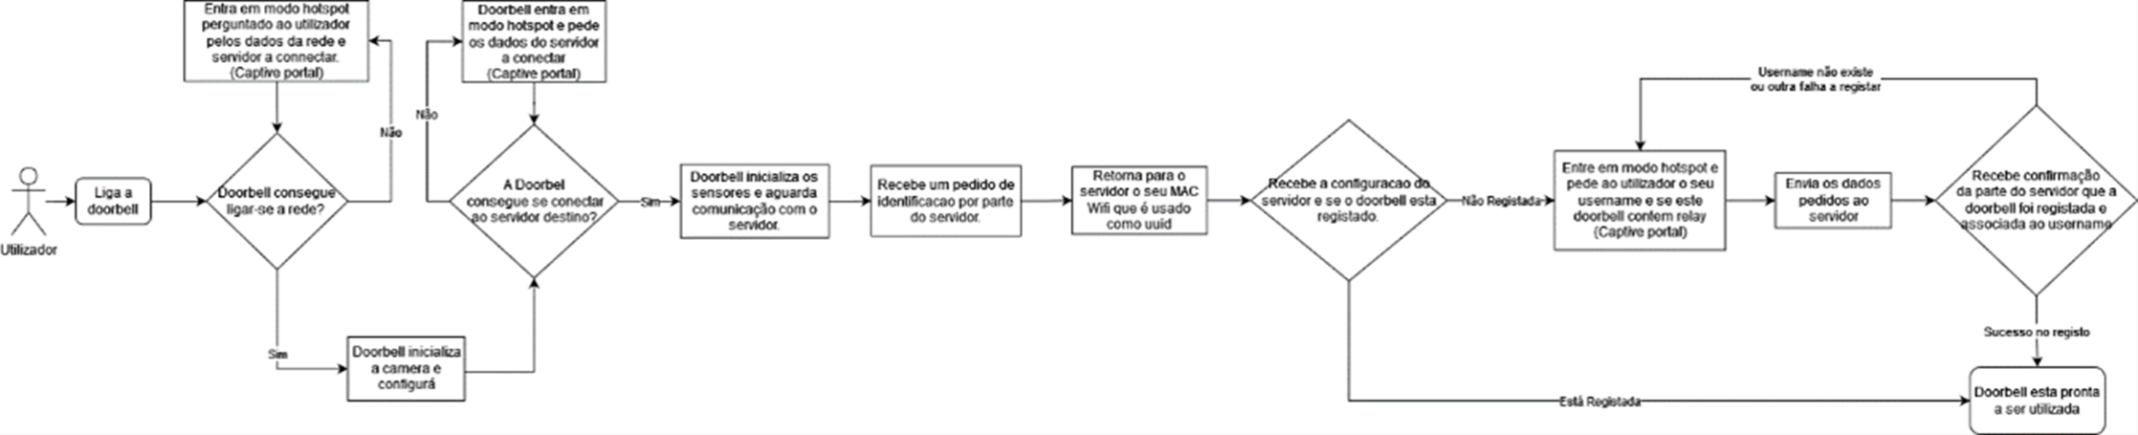 Entra em modo hotspot
perguntado ao utilizador
pelos dados da rede e
servidor a connectar.
(Captive portal)
Doorbell entra em
modo hotspot e pede
os dados do servidor
a conectar
(Captive portal)
Não
Não
Utilizador
Liga a
doorbell
Doorbell consegue
ligar-se a rede?
Sim
Doorbell inicializa
a camera e
configurá
A Doorbel
consegue se conectar
ao servidor destino?
Sim
Doorbell inicializa os
sensores e aguarda
comunicação com o
servidor.
Recebe um pedido de
identificacao por parte
do servidor.
Retorna para o
servidor o seu MAC
Wifi que é usado
como uuid
Recebe a configuracao do
servidor e se o doorbell esta
registado.
Não Registada
Está Registada
Entre em modo hotspot e
pede ao utilizador o seu
username e se este
doorbell contem relay
(Captive portal)
Envia os dados
pedidos ao
servidor
Username não existe
ou outra falha a registar
Recebe confirmação
da parte do servidor que a
doorbell foi registada e
associada ao username
Sucesso no registo
Doorbell esta pronta
a ser utilizada